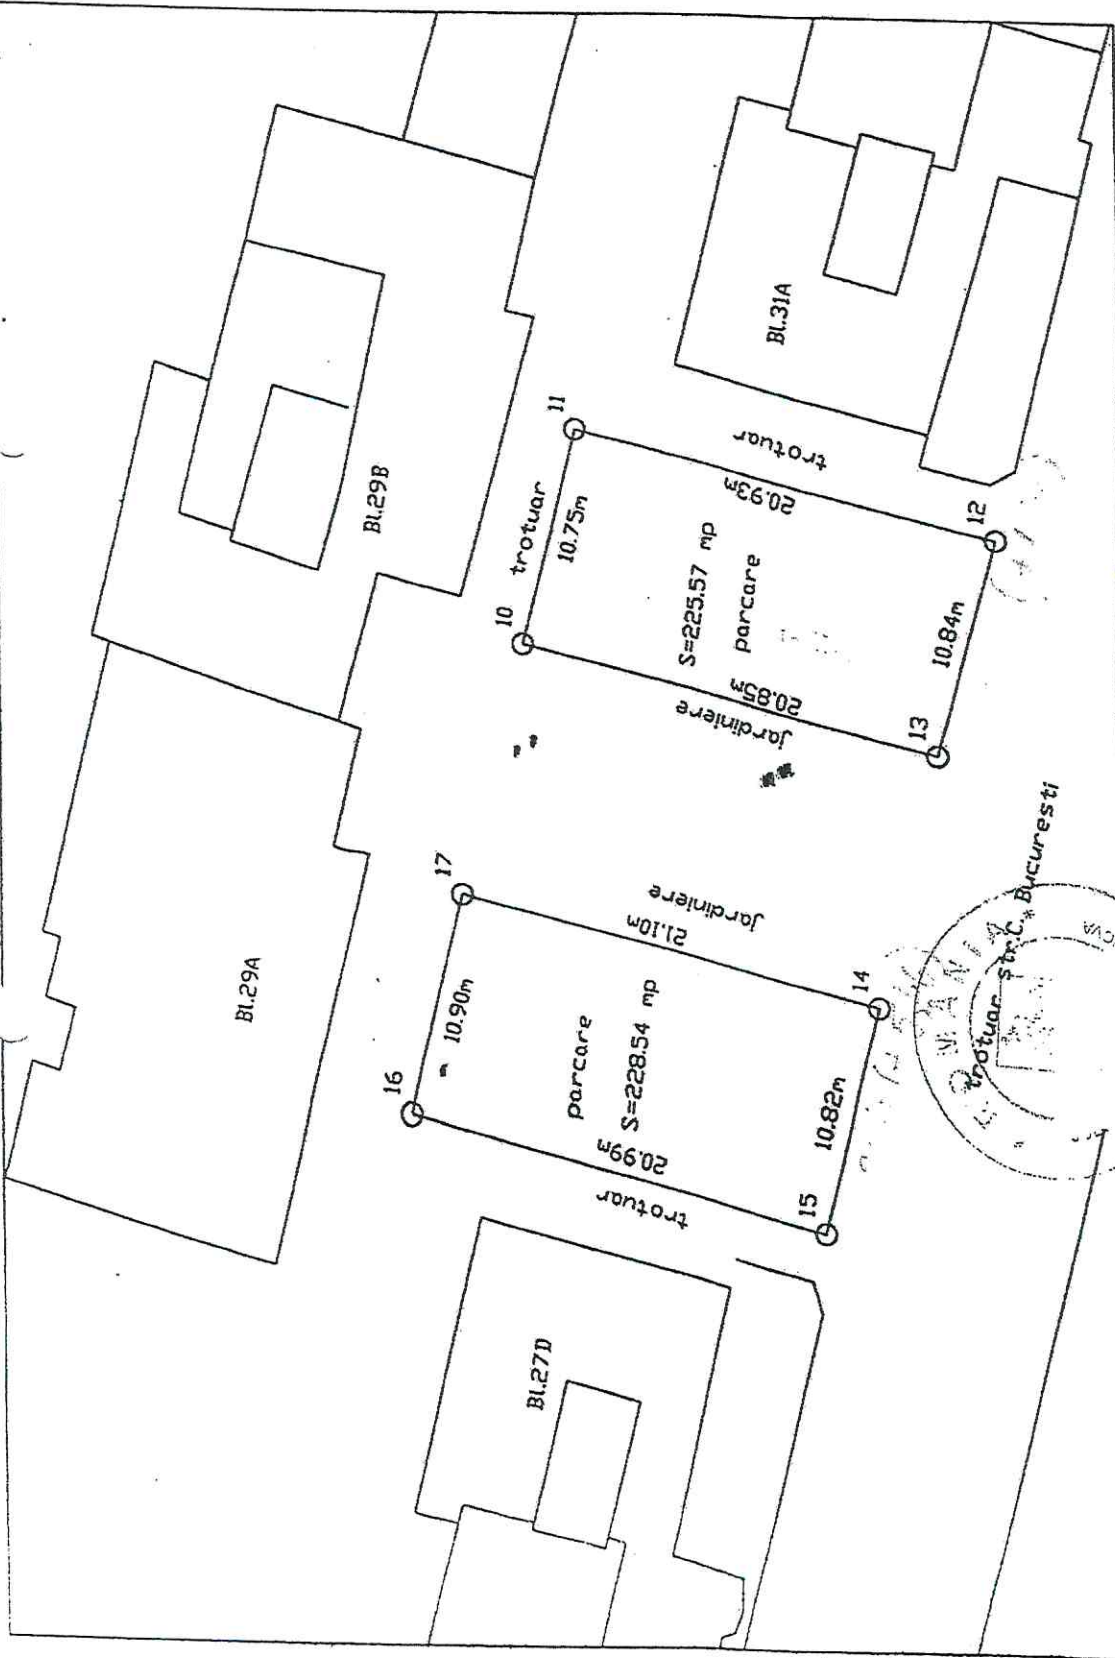 Bl.29B
Bl.31A
11
trotuar
10.75m
10
trotuar
20.93m
S=225.57 mp
parcare
12
20.85m
jardiniere
10.84m
13
Bl.29A
17
jardiniere
21.10m
10.90m
16
parcare
S=228.54 mp
14
20.99m
trotuar
10.82m
15
trotuar str.C. Bucuresti
ROMANIA
Bl.27D